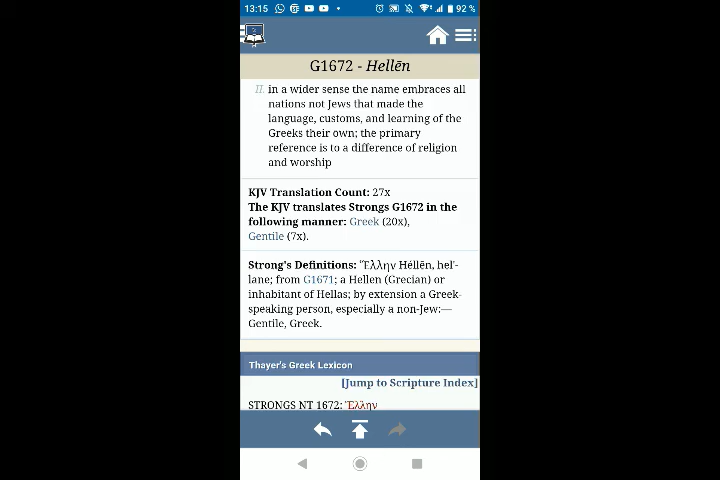 13:15
92 %
G1672 - Hellēn
II. in a wider sense the name embraces all
nations not Jews that made the
language, customs, and learning of the
Greeks their own; the primary
reference is to a difference of religion
and worship
KJV Translation Count: 27x
The KJV translates Strongs G1672 in the
following manner: Greek (20x),
Gentile (7x).
Strong's Definitions: Ἕλλην Héllēn, hel'-
lane; from G1671; a Hellen (Grecian) or
inhabitant of Hellas; by extension a Greek-
speaking person, especially a non-Jew:—
Gentile, Greek.
Thayer's Greek Lexicon
[Jump to Scripture Index]
STRONGS NT 1672: Ἕλλην